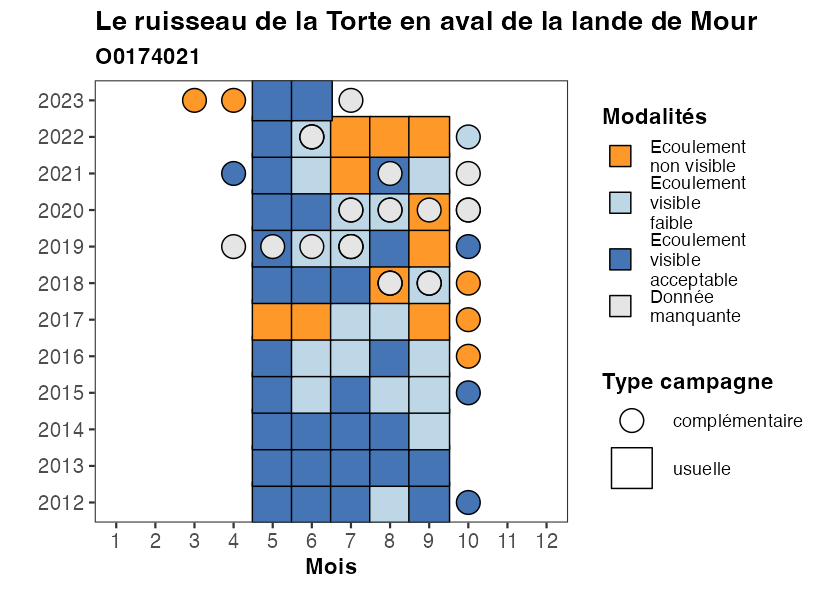 Le ruisseau de la Torte en aval de la lande de Mour
O0174021
2023
2022
2021
2020
2019
2018
2017
2016
2015
2014
2013
2012
1 2 3 4 5 6 7 8 9 10 11 12
Mois
Modalités
Ecoulement
non visible
Ecoulement
visible
faible
Ecoulement
visible
acceptable
Donnée
manquante
Type campagne
complémentaire
usuelle